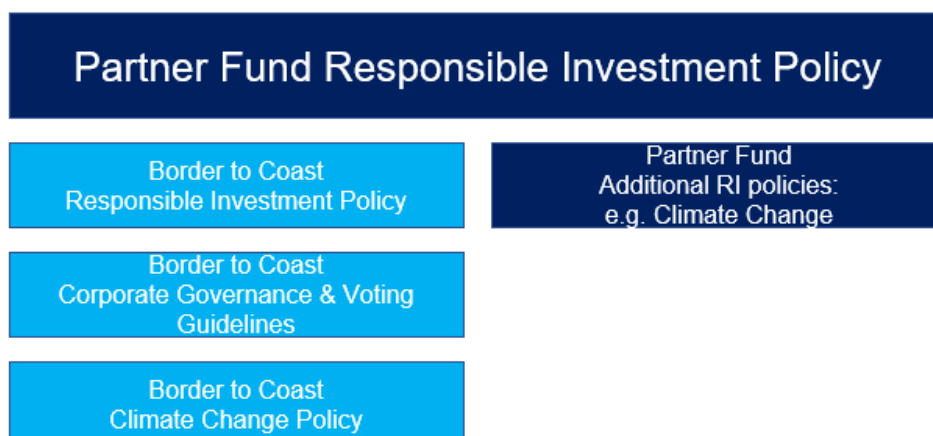 Partner Fund Responsible Investment Policy
Border to Coast
Responsible Investment Policy
Partner Fund
Additional RI policies:
e.g. Climate Change
Border to Coast
Corporate Governance & Voting
Guidelines
Border to Coast
Climate Change Policy